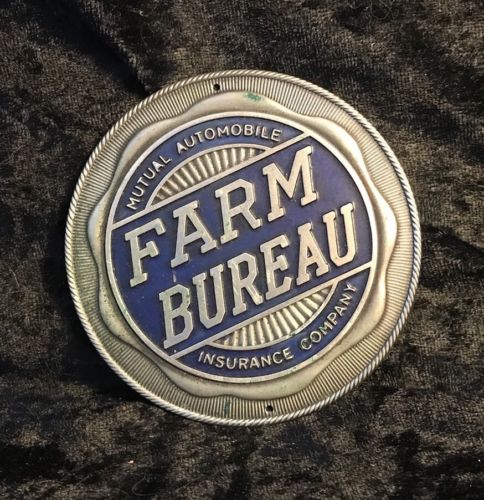 MUTUAL AUTOMOBILE
FARM
BUREAU
INSURANCE COMPANY